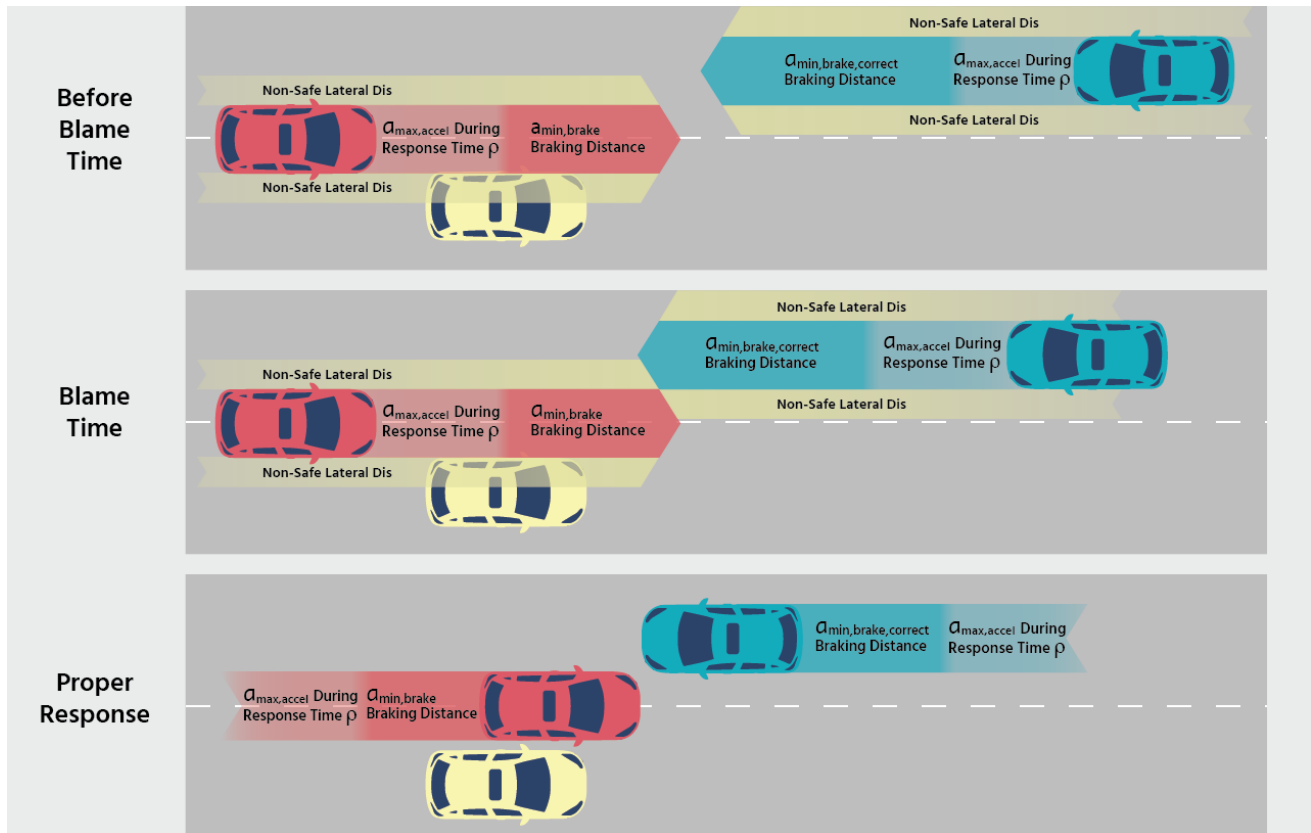 Before
Blame
Time
Non-Safe Lateral Dis
amin,brake,correct
Braking Distance
amax,accel During
Response Time ρ
Non-Safe Lateral Dis
Non-Safe Lateral Dis
amax,accel During
Response Time ρ
amin,brake
Braking Distance
Non-Safe Lateral Dis
Blame
Time
Non-Safe Lateral Dis
amin,brake,correct
Braking Distance
amax,accel During
Response Time ρ
Non-Safe Lateral Dis
Non-Safe Lateral Dis
amax,accel During
Response Time ρ
amin,brake
Braking Distance
Non-Safe Lateral Dis
Proper
Response
amin,brake,correct
Braking Distance
amax,accel During
Response Time ρ
amax,accel During
Response Time ρ
amin,brake
Braking Distance